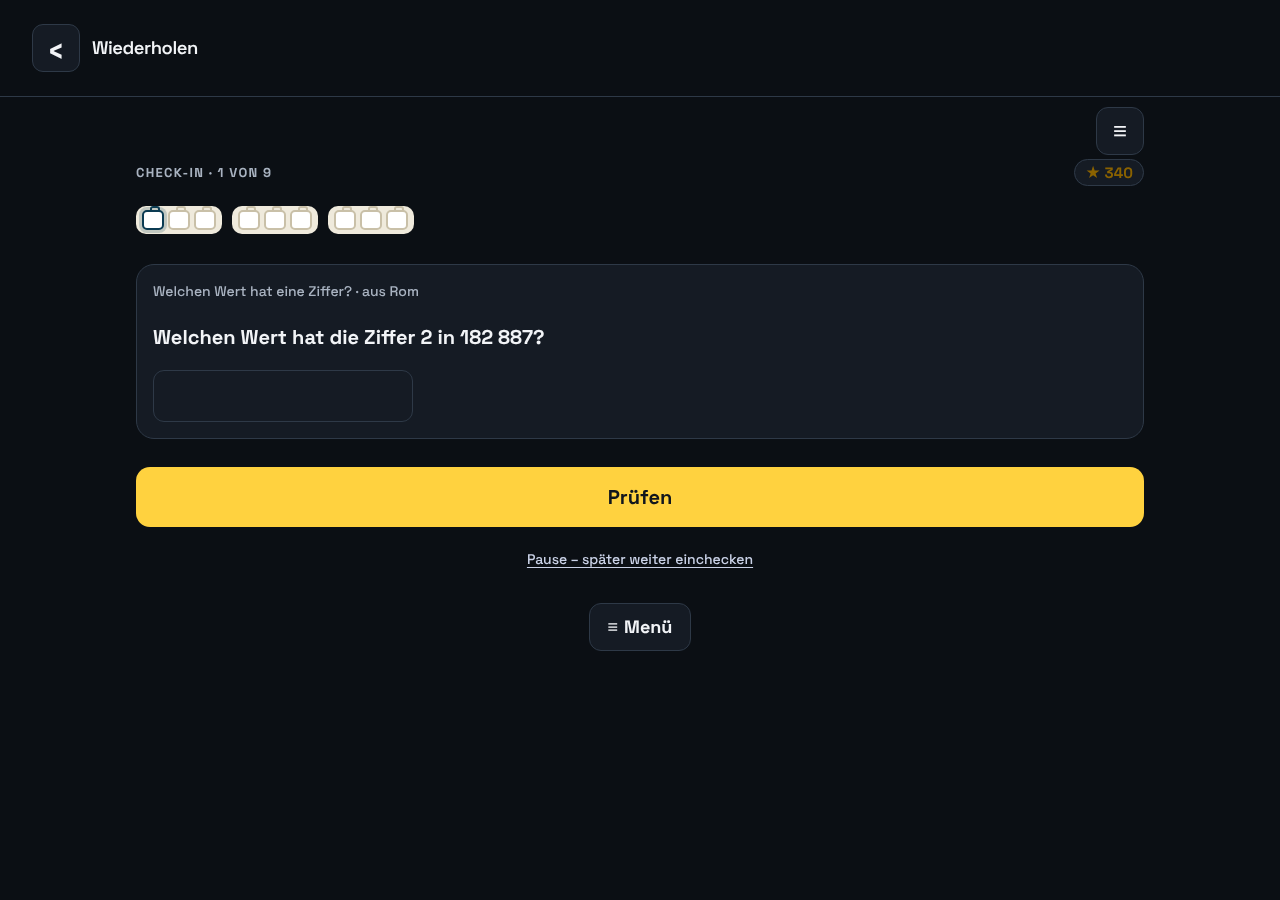 < Wiederholen
≡
CHECK-IN · 1 VON 9
★ 340
Welchen Wert hat eine Ziffer? · aus Rom
Welchen Wert hat die Ziffer 2 in 182 887?
Prüfen
Pause – später weiter einchecken
≡ Menü